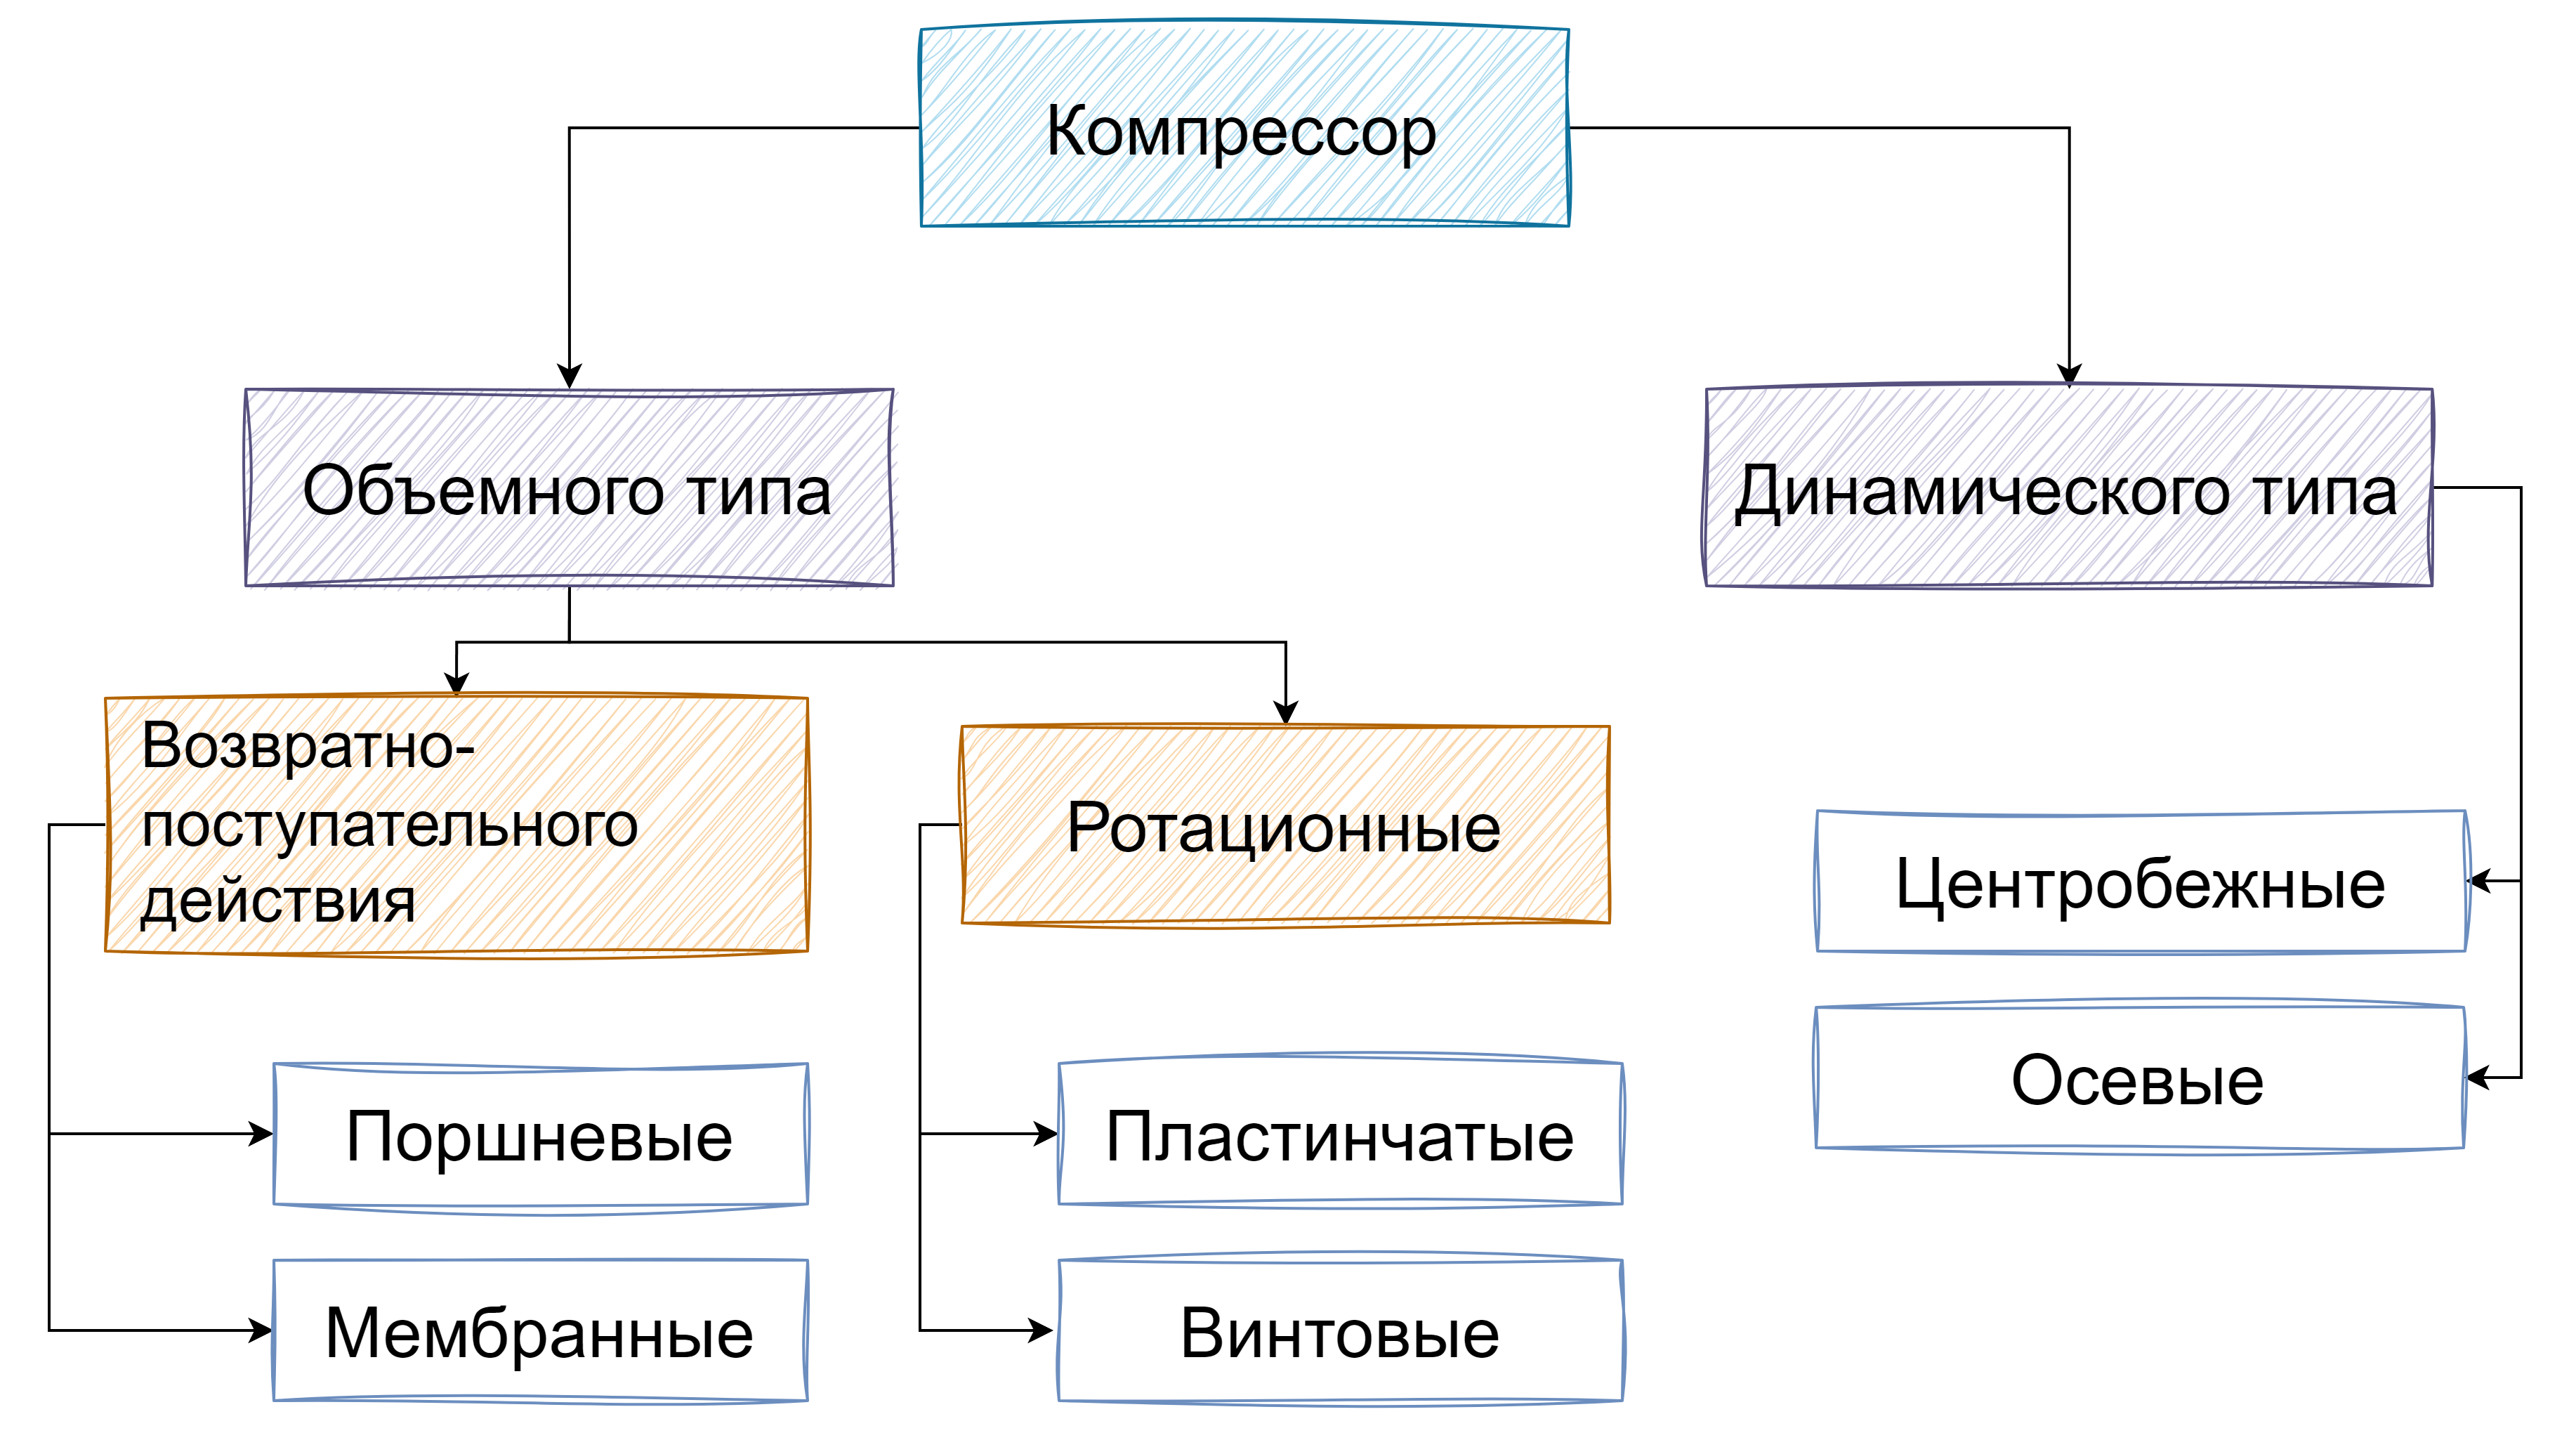 Компрессор
Объемного типа
Динамического типа
Возвратно-
поступательного
действия
Ротационные
Центробежные
Осевые
Поршневые
Пластинчатые
Мембранные
Винтовые